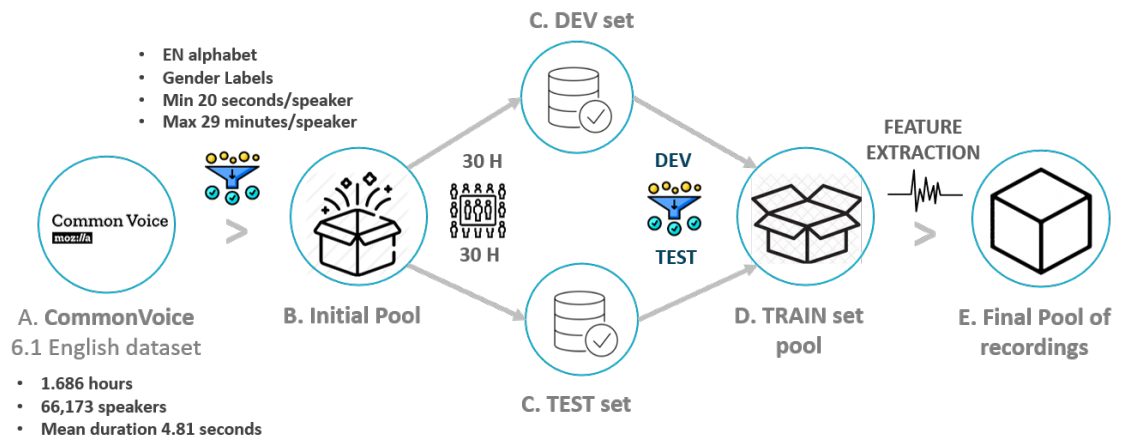 C. DEV set
• EN alphabet
• Gender Labels
• Min 20 seconds/speaker
• Max 29 minutes/speaker
30 H
30 H
DEV
TEST
FEATURE
EXTRACTION
Common Voice
moz://a
>
>
A. CommonVoice
6.1 English dataset
• 1.686 hours
• 66,173 speakers
• Mean duration 4.81 seconds
B. Initial Pool
C. TEST set
D. TRAIN set
pool
E. Final Pool of
recordings